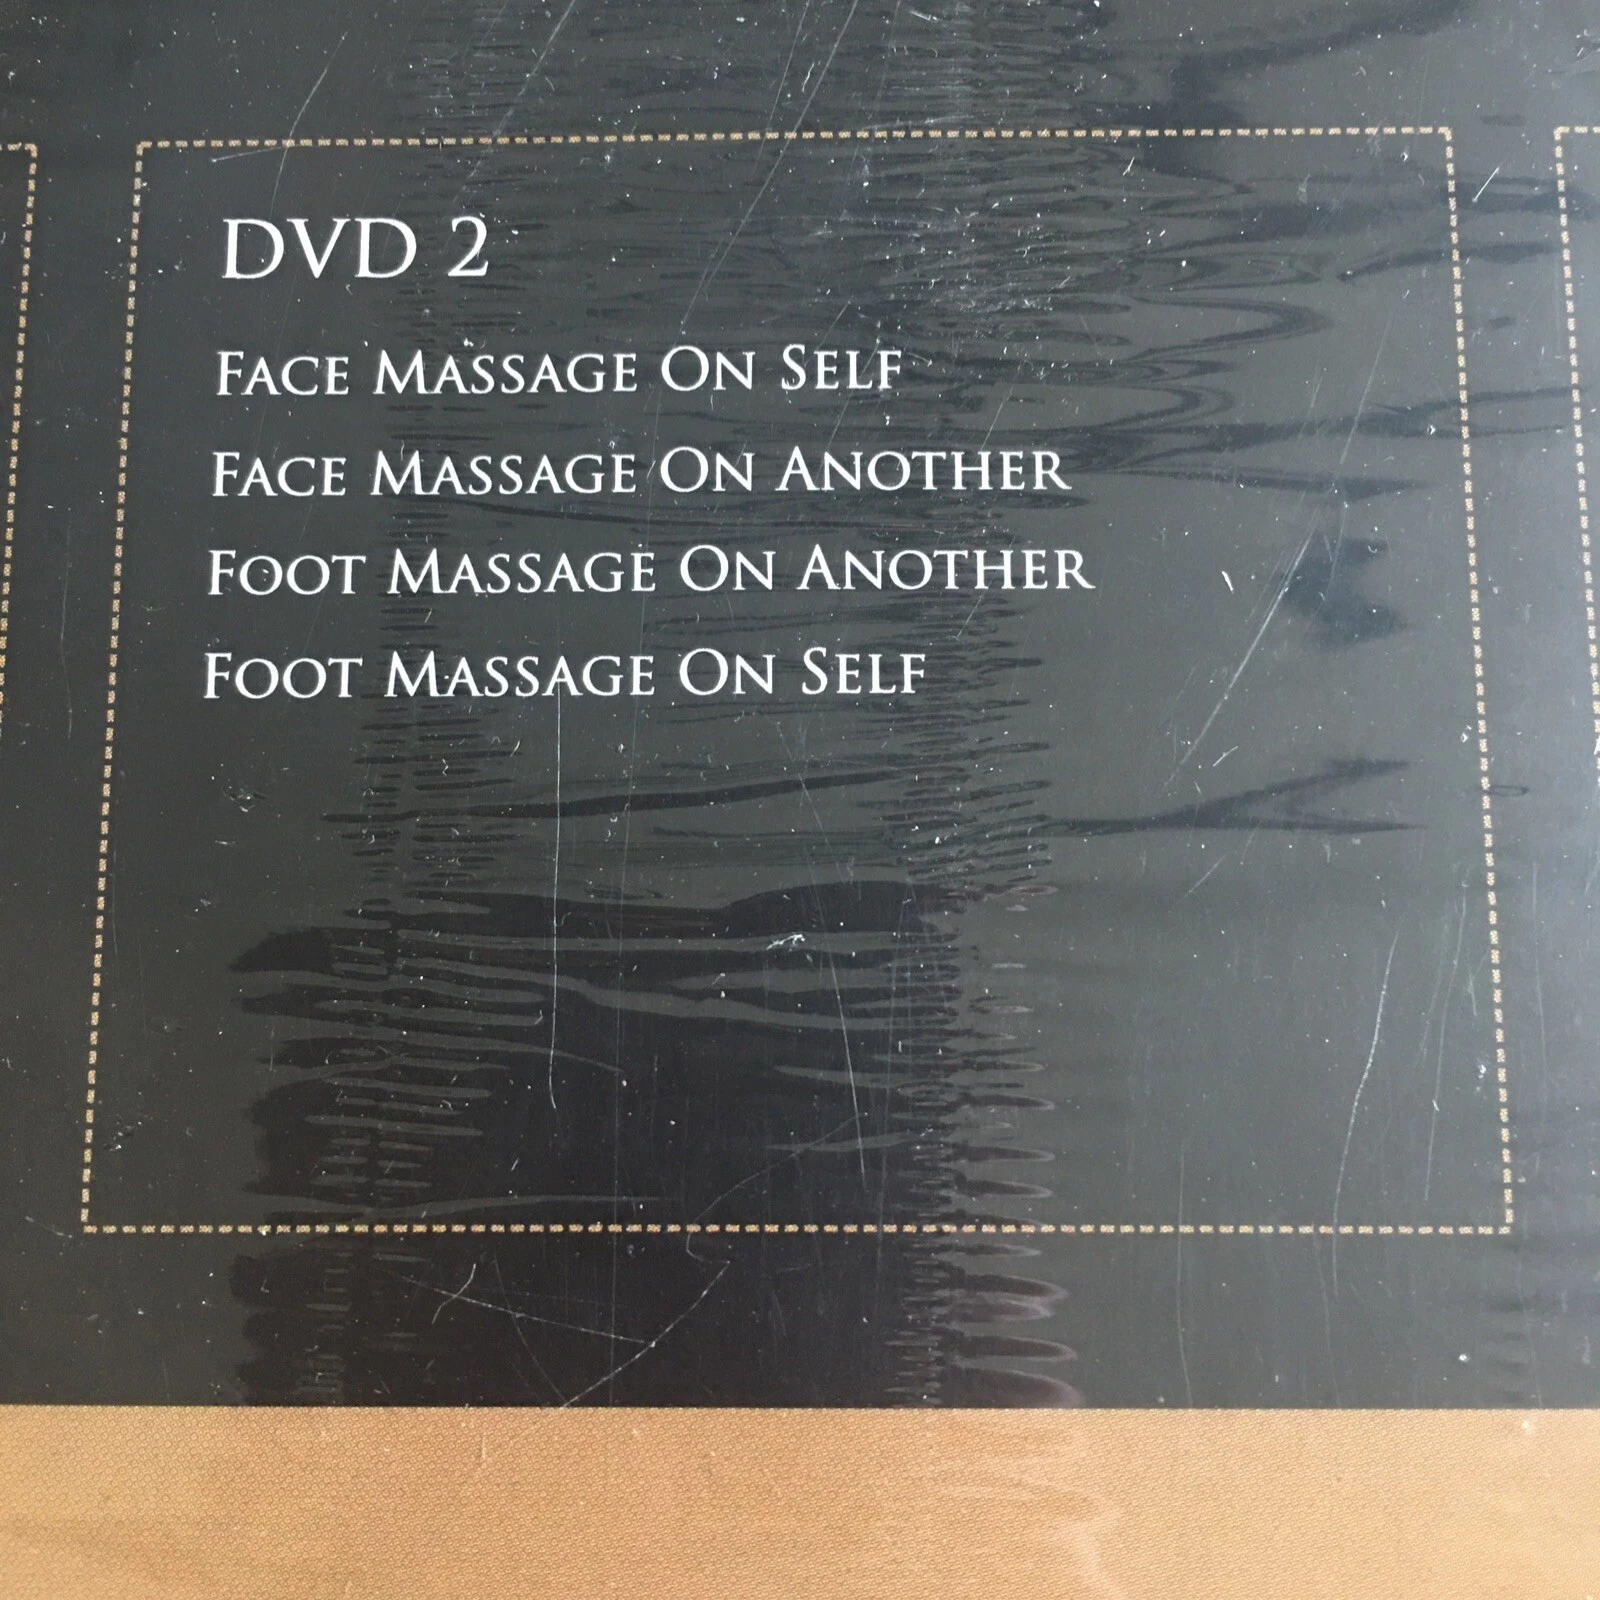 DVD 2
Face Massage On Self
Face Massage On Another
Foot Massage On Another
Foot Massage On Self